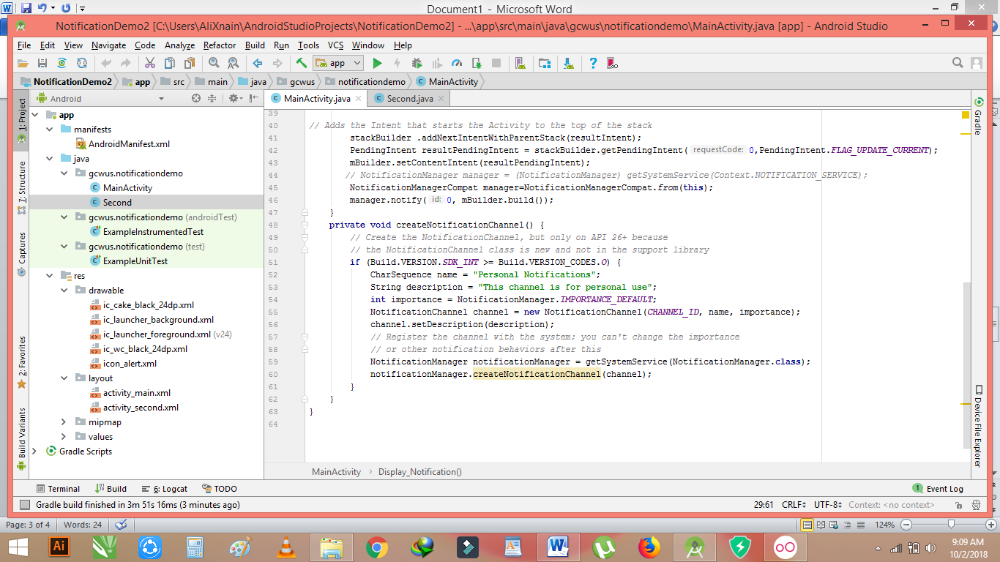 Document1 - Microsoft Word
NotificationDemo2 [C:\Users\AliXnain\AndroidStudioProjects\NotificationDemo2] - ...\app\src\main\java\gcwus\notificationdemo\MainActivity.java [app] - Android Studio
File Edit View Navigate Code Analyze Refactor Build Run Tools VCS Window Help
app
NotificationDemo2 app src main java gcwus notificationdemo MainActivity
Android
MainActivity.java Second.java
1: Project
7: Structure
Captures
2: Favorites
Build Variants
app
manifests
AndroidManifest.xml
java
gcwus.notificationdemo
MainActivity
Second
gcwus.notificationdemo (androidTest)
ExampleInstrumentedTest
gcwus.notificationdemo (test)
ExampleUnitTest
res
drawable
ic_cake_black_24dp.xml
ic_launcher_background.xml
ic_launcher_foreground.xml (v24)
ic_wc_black_24dp.xml
icon_alert.xml
layout
activity_main.xml
activity_second.xml
mipmap
values
Gradle Scripts
39
40 // Adds the Intent that starts the Activity to the top of the stack
41 stackBuilder .addNextIntentWithParentStack(resultIntent);
42 PendingIntent resultPendingIntent = stackBuilder.getPendingIntent( requestCode: 0,PendingIntent.FLAG_UPDATE_CURRENT);
43 mBuilder.setContentIntent(resultPendingIntent);
44 // NotificationManager manager = (NotificationManager) getSystemService(Context.NOTIFICATION_SERVICE);
45 NotificationManagerCompat manager=NotificationManagerCompat.from(this);
46 manager.notify( id: 0, mBuilder.build());
47 }
48 private void createNotificationChannel() {
49 // Create the NotificationChannel, but only on API 26+ because
50 // the NotificationChannel class is new and not in the support library
51 if (Build.VERSION.SDK_INT >= Build.VERSION_CODES.O) {
52 CharSequence name = "Personal Notifications";
53 String description = "This channel is for personal use";
54 int importance = NotificationManager.IMPORTANCE_DEFAULT;
55 NotificationChannel channel = new NotificationChannel(CHANNEL_ID, name, importance);
56 channel.setDescription(description);
57 // Register the channel with the system; you can't change the importance
58 // or other notification behaviors after this
59 NotificationManager notificationManager = getSystemService(NotificationManager.class);
60 notificationManager.createNotificationChannel(channel);
61 }
62 }
63 }
64
Gradle
Device File Explorer
MainActivity Display_Notification()
Terminal Build 6: Logcat TODO 1 Event Log
Gradle build finished in 3m 51s 16ms (3 minutes ago) 29:61 CRLF UTF-8 Context: <no context>
Page: 3 of 4 Words: 24 124%
Ai W
9:09 AM
10/2/2018